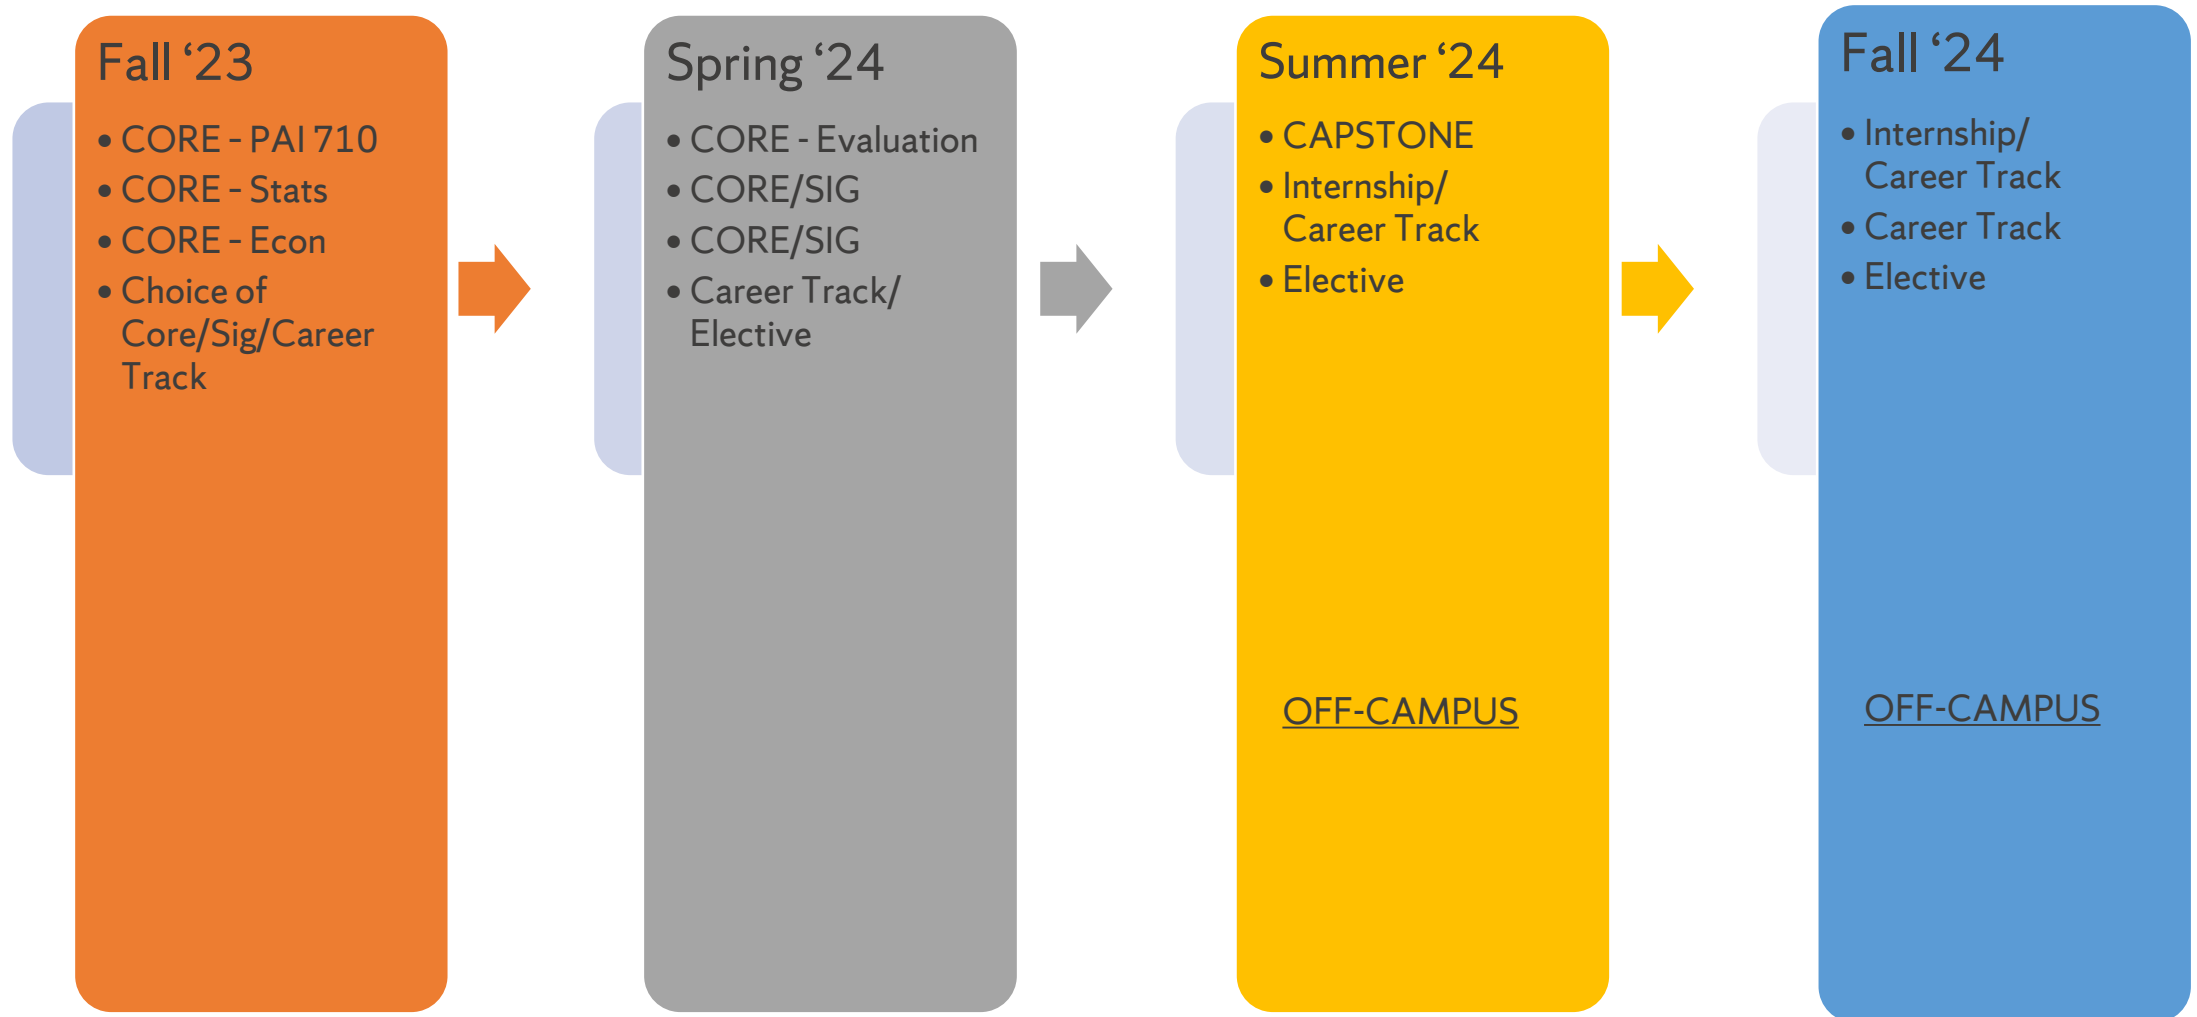 Fall ‘23
• CORE – PAI 710
• CORE – Stats
• CORE – Econ
• Choice of
Core/Sig/Career
Track
Spring ‘24
• CORE - Evaluation
• CORE/SIG
• CORE/SIG
• Career Track/
Elective
Summer ‘24
• CAPSTONE
• Internship/
Career Track
• Elective
OFF-CAMPUS
Fall ‘24
• Internship/
Career Track
• Career Track
• Elective
OFF-CAMPUS